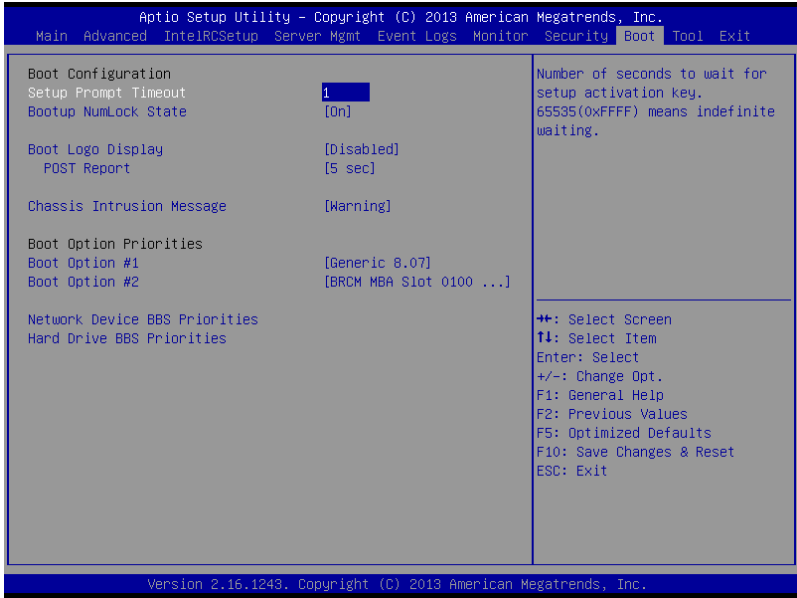 Aptio Setup Utility – Copyright (C) 2013 American Megatrends, Inc.
Main Advanced IntelRCSetup Server Mgmt Event Logs Monitor Security Boot Tool Exit
Boot Configuration
Setup Prompt Timeout 1
Bootup NumLock State [On]
Boot Logo Display [Disabled]
POST Report [5 sec]
Chassis Intrusion Message [Warning]
Boot Option Priorities
Boot Option #1 [Generic 8.07]
Boot Option #2 [BRCM MBA Slot 0100 ...]
Network Device BBS Priorities
Hard Drive BBS Priorities
Number of seconds to wait for
setup activation key.
65535(0xFFFF) means indefinite
waiting.
→←: Select Screen
↑↓: Select Item
Enter: Select
+/-: Change Opt.
F1: General Help
F2: Previous Values
F5: Optimized Defaults
F10: Save Changes & Reset
ESC: Exit
Version 2.16.1243. Copyright (C) 2013 American Megatrends, Inc.